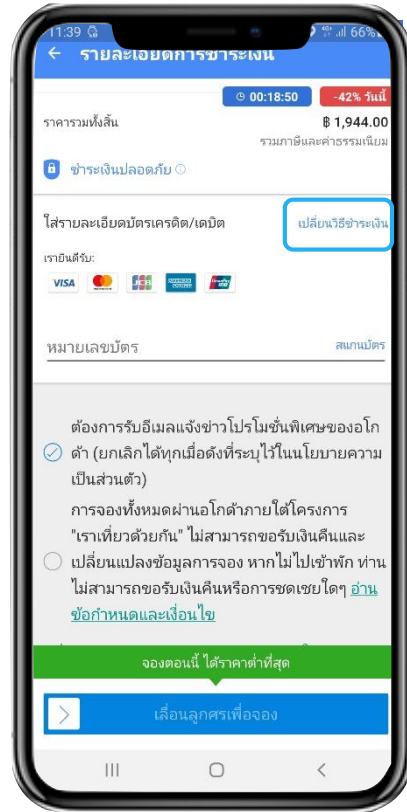 11:39
66%
รายละเอียดการชำระเงิน
00:18:50
-42% วันนี้
ราคารวมทั้งสิ้น
฿ 1,944.00
รวมภาษีและค่าธรรมเนียม
ชำระเงินปลอดภัย
ใส่รายละเอียดบัตรเครดิต/เดบิต
เปลี่ยนวิธีชำระเงิน
เรายินดีรับ:
VISA
JCB
หมายเลขบัตร
สแกนบัตร
ต้องการรับอีเมลแจ้งข่าวโปรโมชั่นพิเศษของอโก
ด้า (ยกเลิกได้ทุกเมื่อดังที่ระบุไว้ในนโยบายความ
เป็นส่วนตัว)
การจองทั้งหมดผ่านอโกด้าภายใต้โครงการ
"เราเที่ยวด้วยกัน" ไม่สามารถขอรับเงินคืนและ
เปลี่ยนแปลงข้อมูลการจอง หากไม่ไปเข้าพัก ท่าน
ไม่สามารถขอรับเงินคืนหรือการชดเชยใดๆ อ่าน
ข้อกำหนดและเงื่อนไข
จองตอนนี้ ได้ราคาต่ำที่สุด
เลื่อนลูกศรเพื่อจอง